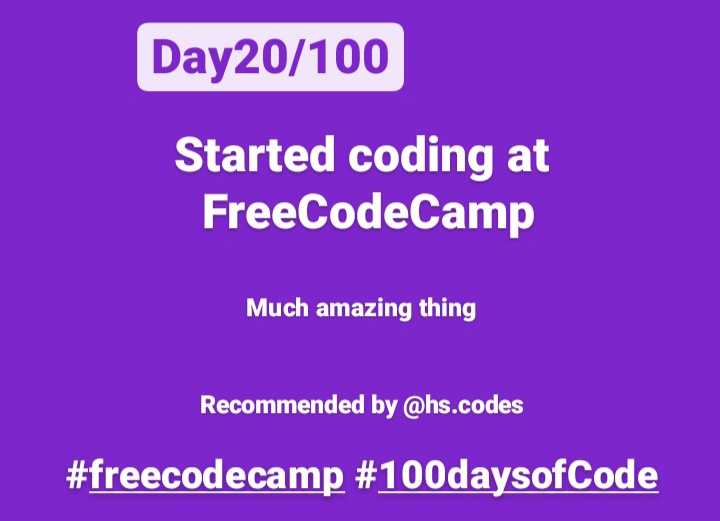 Day20/100
Started coding at
FreeCodeCamp
Much amazing thing
Recommended by @hs.codes
#freecodecamp #100daysofCode